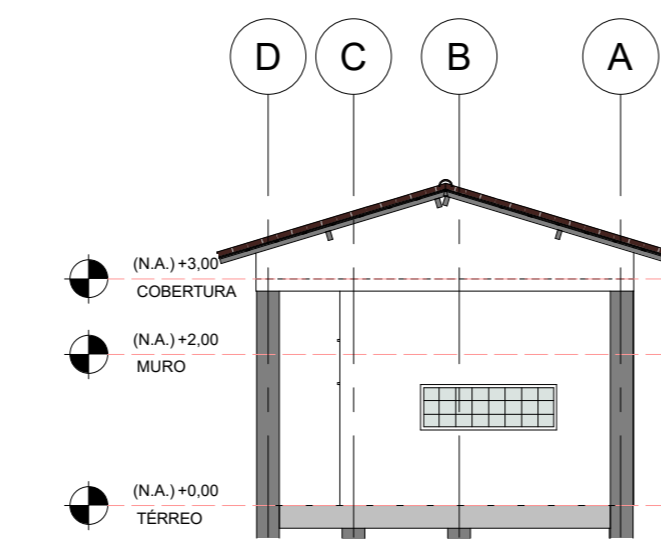 D C B A
(N.A.) +3,00
COBERTURA
(N.A.) +2,00
MURO
(N.A.) +0,00
TÉRREO